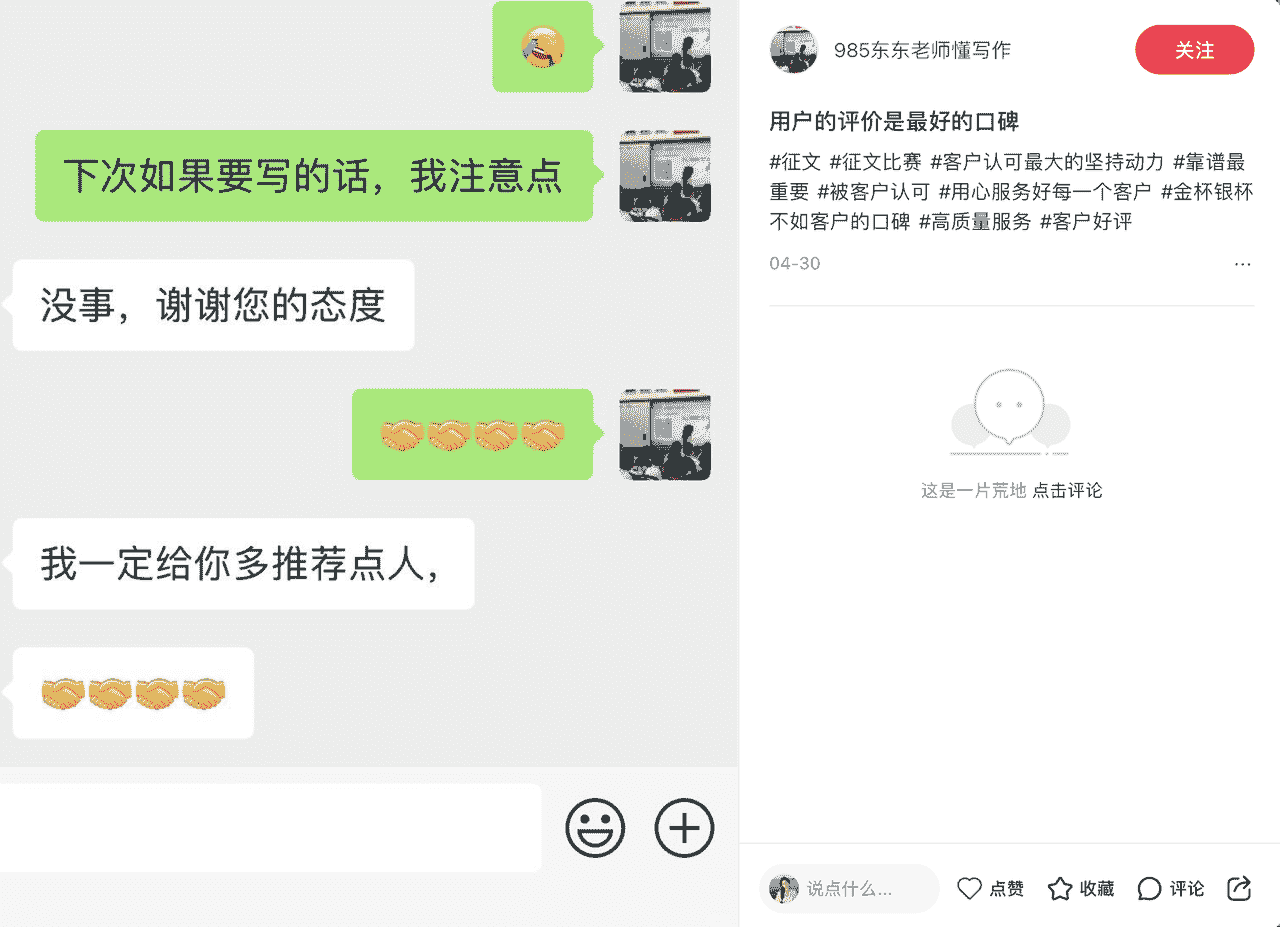 下次如果要写的话，我注意点
没事，谢谢您的态度
🤝🤝🤝🤝
我一定给你多推荐点人，
🤝🤝🤝🤝
985东东老师懂写作
关注
用户的评价是最好的口碑
#征文 #征文比赛 #客户认可最大的坚持动力 #靠谱最
重要 #被客户认可 #用心服务好每一个客户 #金杯银杯
不如客户的口碑 #高质量服务 #客户好评
04-30
...
这是一片荒地 点击评论
说点什么...
点赞
收藏
评论